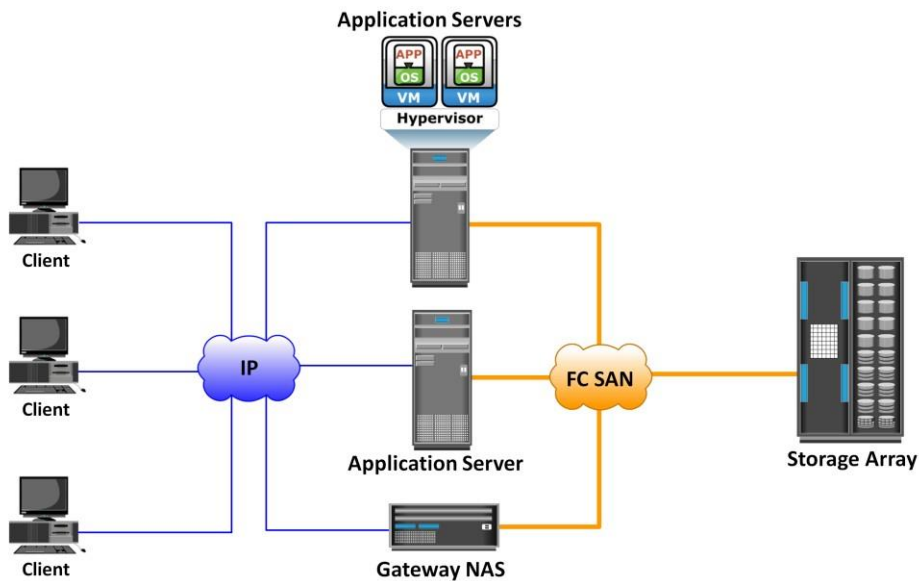 Application Servers
APP APP
OS OS
VM VM
Hypervisor
Client
IP
FC SAN
Client
Application Server
Storage Array
Client
Gateway NAS